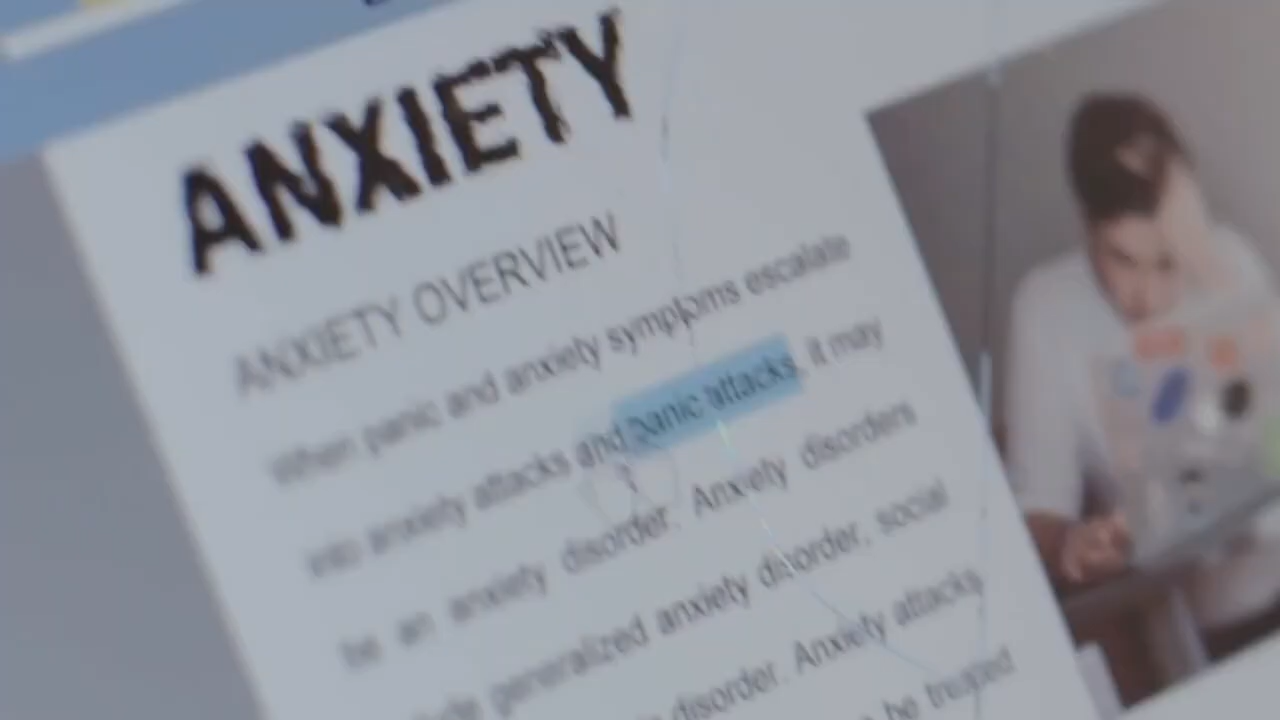 ANXIETY
ANXIETY OVERVIEW
When panic and anxiety symptoms escalate
into anxiety attacks and panic attacks, it may
be an anxiety disorder. Anxiety disorders
generalized anxiety disorder, social
disorder. Anxiety attacks
be treated